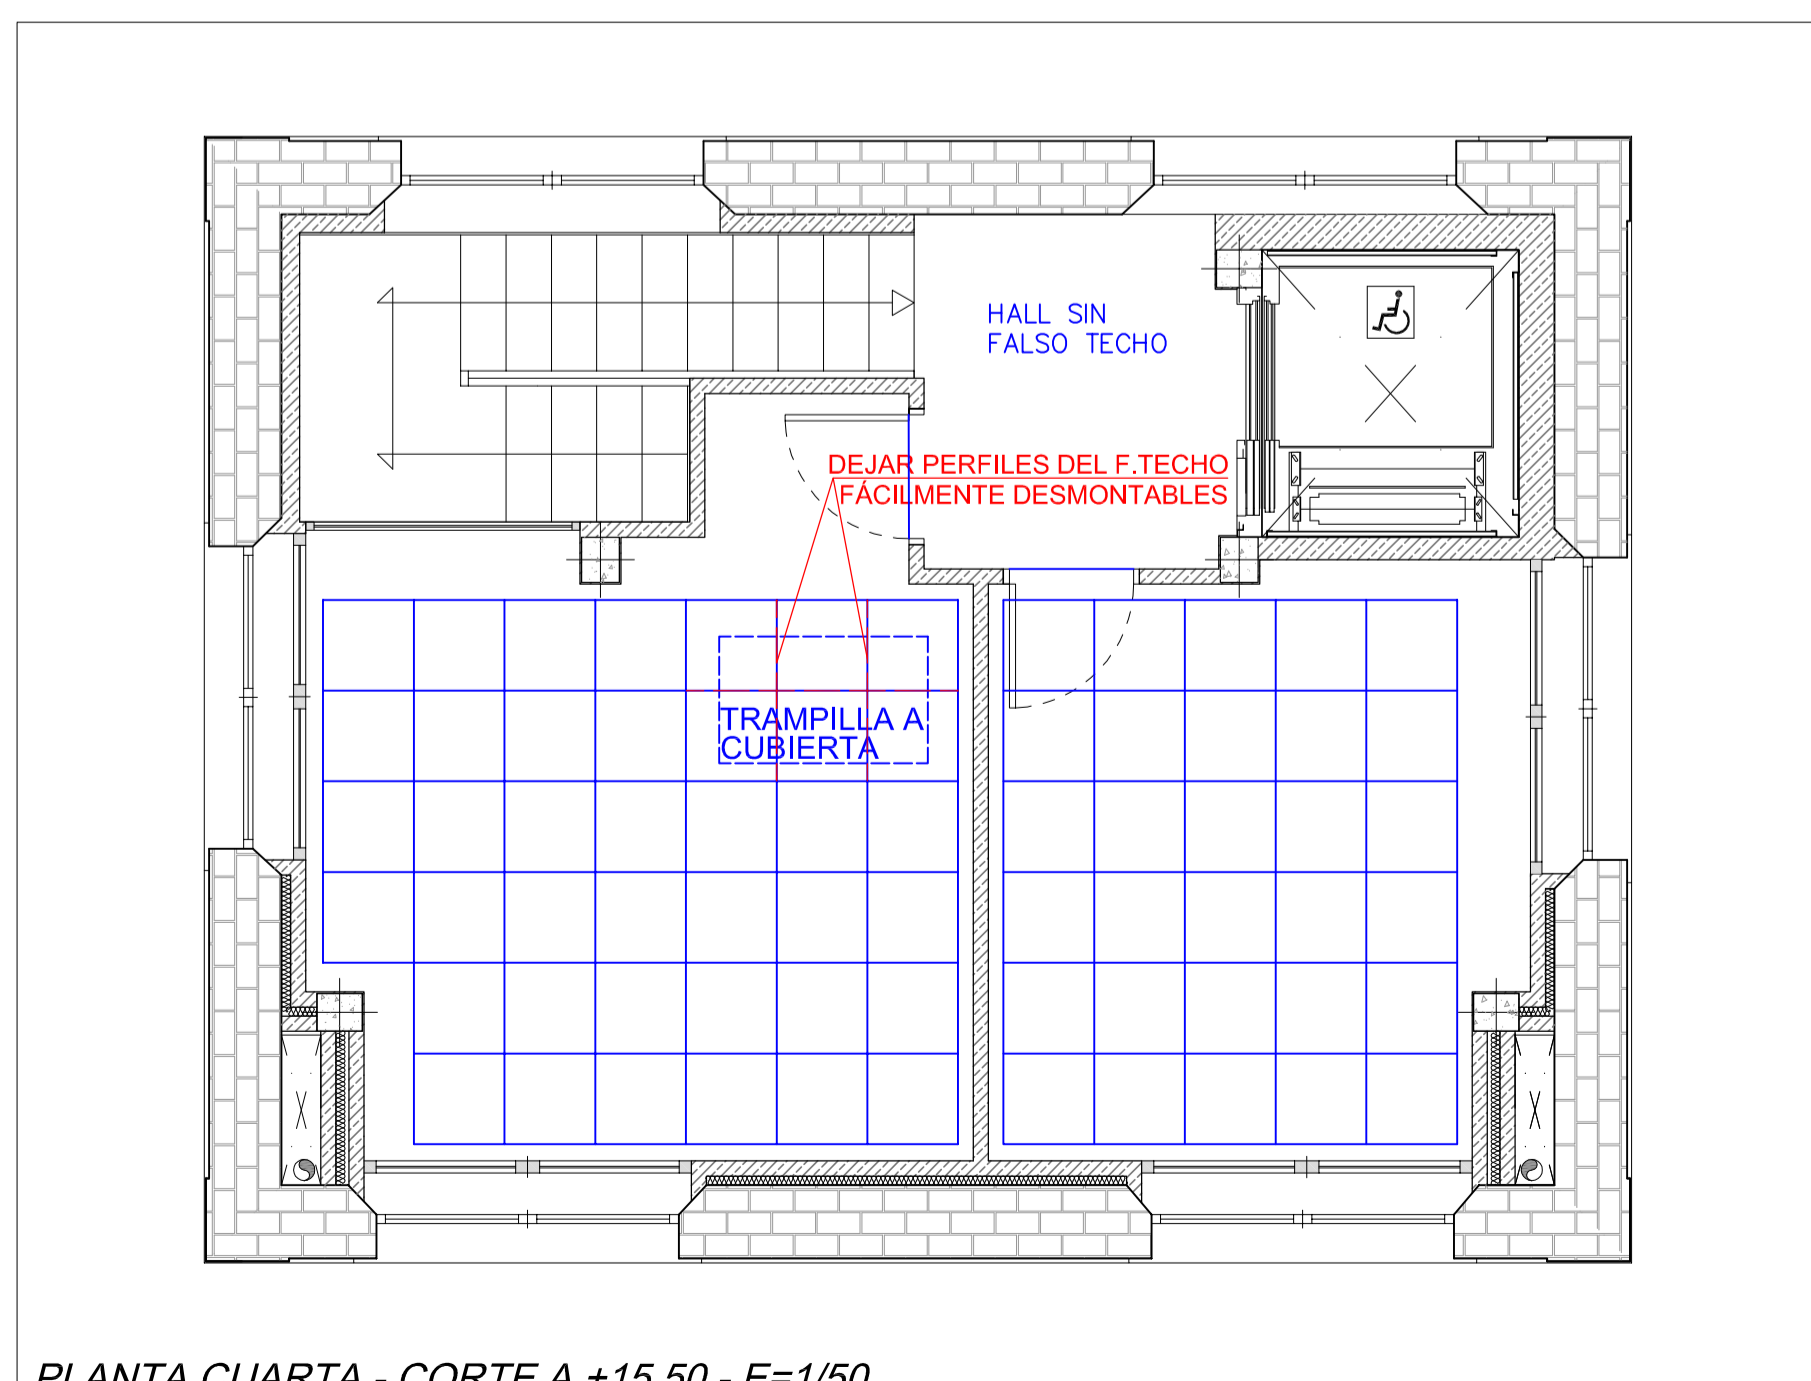 HALL SIN
FALSO TECHO
DEJAR PERFILES DEL F.TECHO
FÁCILMENTE DESMONTABLES
TRAMPILLA A
CUBIERTA
PLANTA CUARTA - CORTE A +15,50 - E=1/50